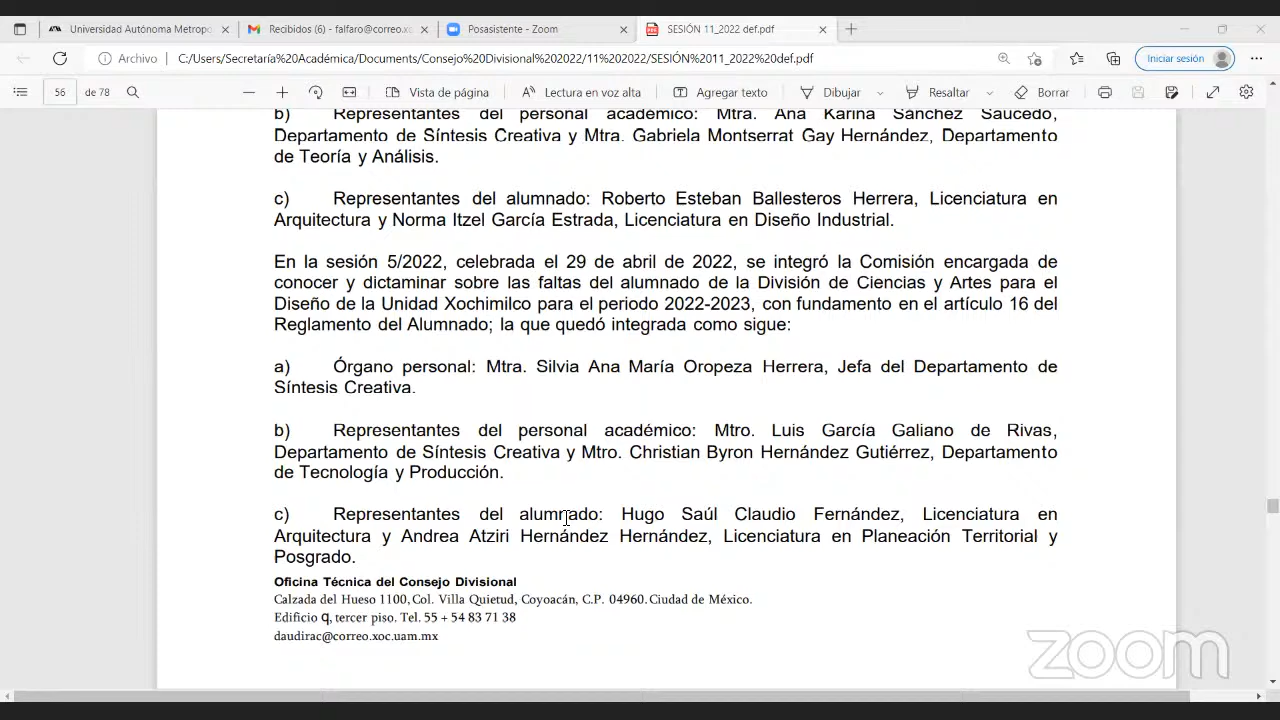 Universidad Autónoma Metropo
Recibidos (6) - falfaro@correo.x
Posasistente - Zoom
SESIÓN 11_2022 def.pdf
Archivo
C:/Users/Secretaría%20Académica/Documents/Consejo%20Divisional%202022/11%202022/SESIÓN%2011_2022%20def.pdf
Iniciar sesión
56 de 78
Vista de página
Lectura en voz alta
Agregar texto
Dibujar
Resaltar
Borrar
b) Representantes del personal académico: Mtra. Ana Karina Sánchez Saucedo,
Departamento de Síntesis Creativa y Mtra. Gabriela Montserrat Gay Hernández, Departamento
de Teoría y Análisis.
c) Representantes del alumnado: Roberto Esteban Ballesteros Herrera, Licenciatura en
Arquitectura y Norma Itzel García Estrada, Licenciatura en Diseño Industrial.
En la sesión 5/2022, celebrada el 29 de abril de 2022, se integró la Comisión encargada de
conocer y dictaminar sobre las faltas del alumnado de la División de Ciencias y Artes para el
Diseño de la Unidad Xochimilco para el periodo 2022-2023, con fundamento en el artículo 16 del
Reglamento del Alumnado; la que quedó integrada como sigue:
a) Órgano personal: Mtra. Silvia Ana María Oropeza Herrera, Jefa del Departamento de
Síntesis Creativa.
b) Representantes del personal académico: Mtro. Luis García Galiano de Rivas,
Departamento de Síntesis Creativa y Mtro. Christian Byron Hernández Gutiérrez, Departamento
de Tecnología y Producción.
c) Representantes del alumnado: Hugo Saúl Claudio Fernández, Licenciatura en
Arquitectura y Andrea Atziri Hernández Hernández, Licenciatura en Planeación Territorial y
Posgrado.
Oficina Técnica del Consejo Divisional
Calzada del Hueso 1100, Col. Villa Quietud, Coyoacán, C.P. 04960. Ciudad de México.
Edificio q, tercer piso. Tel. 55 + 54 83 71 38
daudirac@correo.xoc.uam.mx
zoom